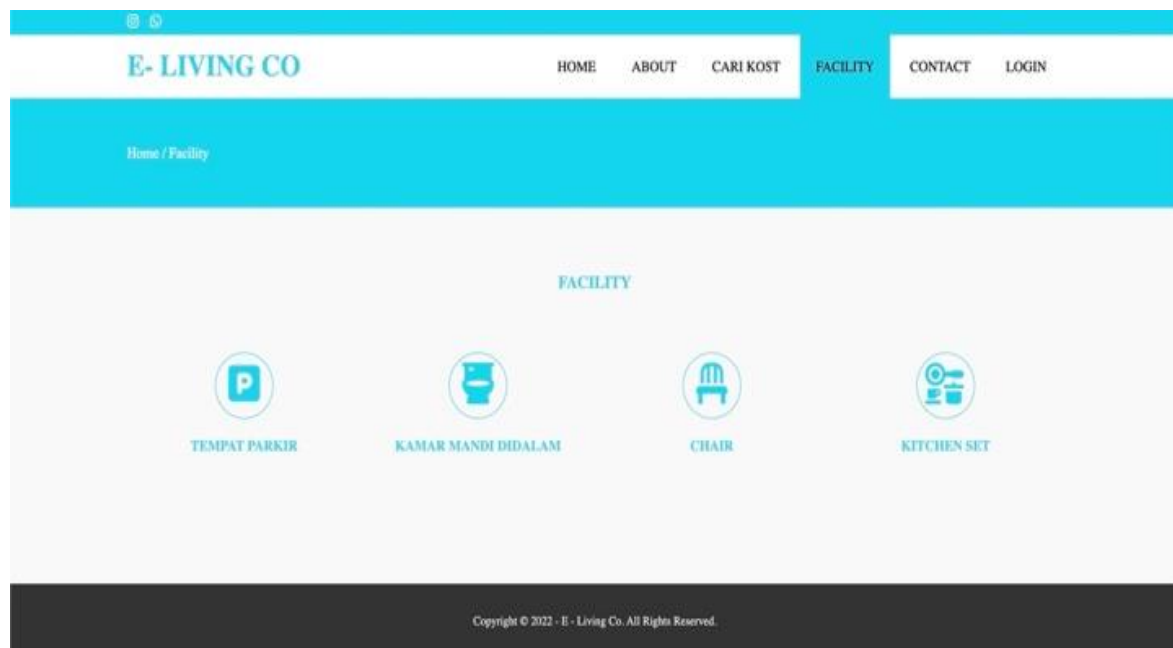 E- LIVING CO
HOME ABOUT CARI KOST FACILITY CONTACT LOGIN
Home / Facility
FACILITY
P
TEMPAT PARKIR KAMAR MANDI DIDALAM CHAIR KITCHEN SET
Copyright © 2022 - E - Living Co. All Rights Reserved.